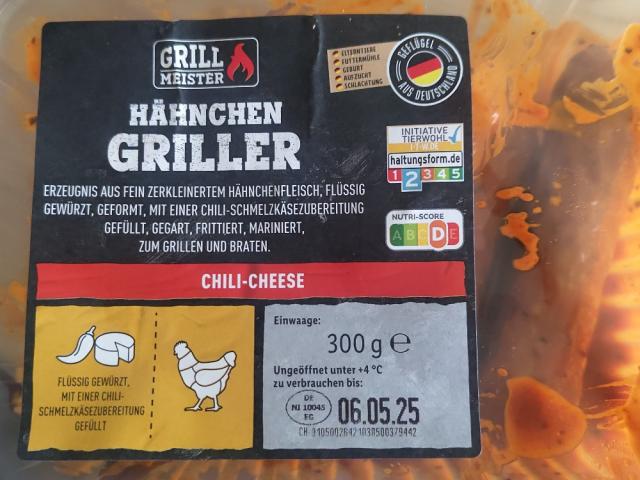 GRILL
MEISTER
ELTERNTIERE
FUTTERMÜHLE
GEBURT
AUFZUCHT
SCHLACHTUNG
GEFLÜGEL
AUS DEUTSCHLAND
HÄHNCHEN
GRILLER
INITIATIVE
TIERWOHL
haltungsform.de
1 2 3 4 5
ERZEUGNIS AUS FEIN ZERKLEINERTEM HÄHNCHENFLEISCH, FLÜSSIG
GEWÜRZT, GEFORMT, MIT EINER CHILI-SCHMELZKÄSEZUBEREITUNG
GEFÜLLT, GEGART, FRITTIERT, MARINIERT,
ZUM GRILLEN UND BRATEN.
NUTRI-SCORE
A B C D E
CHILI-CHEESE
FLÜSSIG GEWÜRZT,
MIT EINER CHILI-
SCHMELZKÄSEZUBEREITUNG
GEFÜLLT
Einwaage:
300 g ℮
Ungeöffnet unter +4 °C
zu verbrauchen bis:
DE
NI 10045
EG
06.05.25